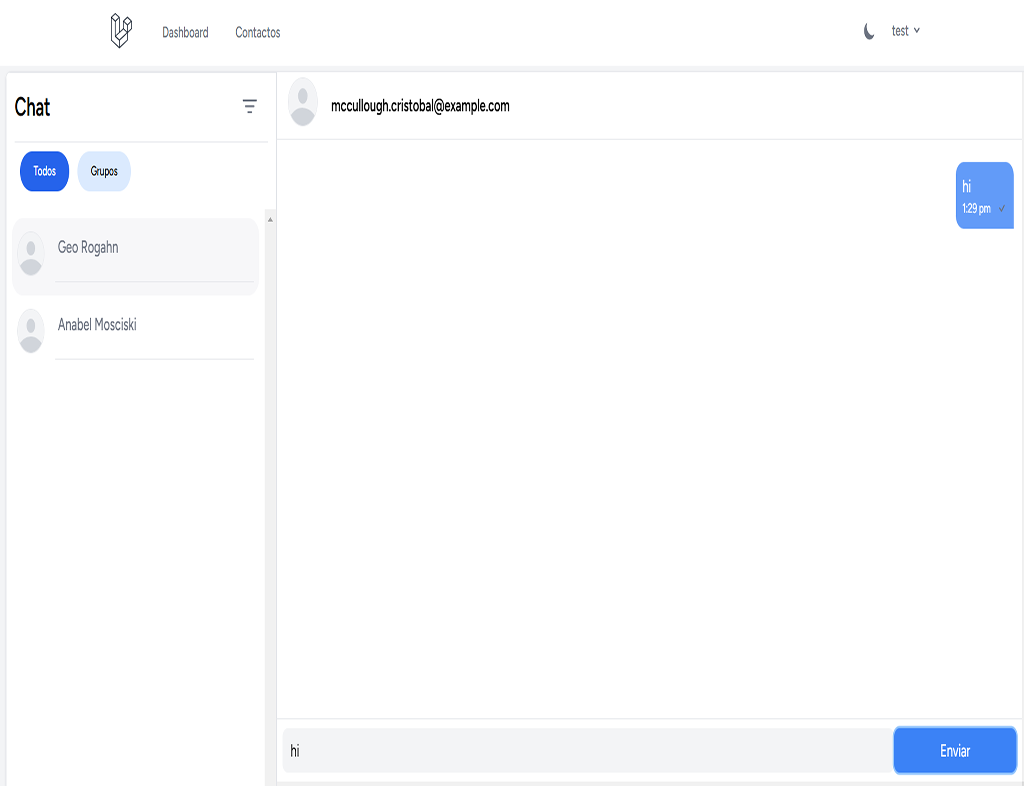 Dashboard Contactos test
Chat
mccullough.cristobal@example.com
Todos Grupos
hi
1:29 pm
Geo Rogahn
Anabel Mosciski
hi
Enviar